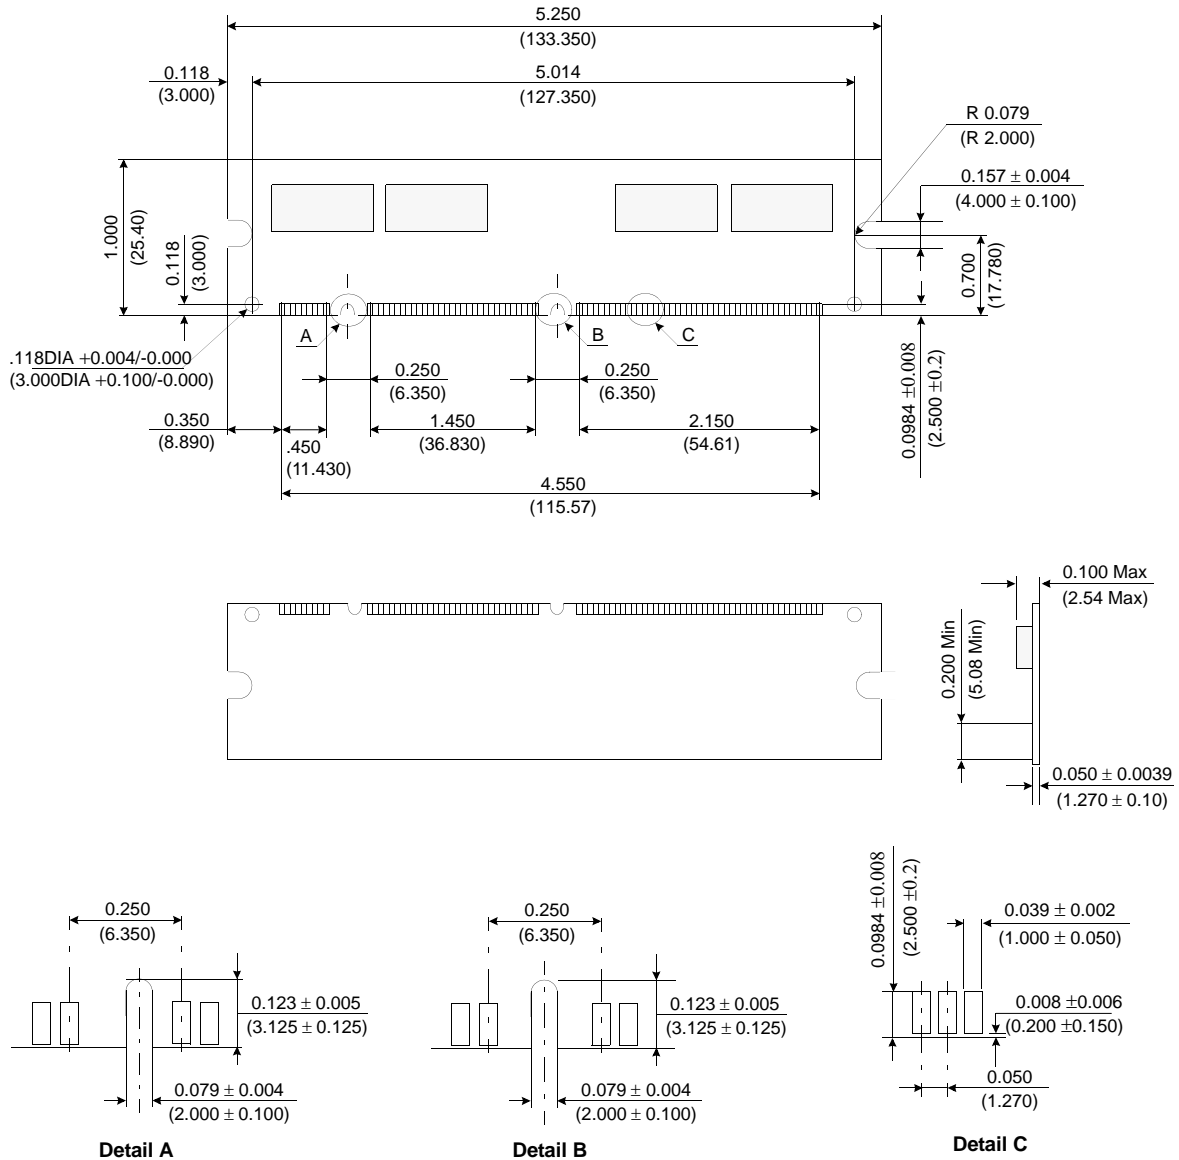 5.250
(133.350)
0.118
(3.000)
5.014
(127.350)
R 0.079
(R 2.000)
0.157 ± 0.004
(4.000 ± 0.100)
1.000
(25.40)
0.118
(3.000)
0.700
(17.780)
A
B
C
.118DIA +0.004/-0.000
(3.000DIA +0.100/-0.000)
0.250
(6.350)
0.250
(6.350)
0.0984 ±0.008
(2.500 ±0.2)
0.350
(8.890)
.450
(11.430)
1.450
(36.830)
2.150
(54.61)
4.550
(115.57)
0.100 Max
(2.54 Max)
0.200 Min
(5.08 Min)
0.050 ± 0.0039
(1.270 ± 0.10)
0.250
(6.350)
0.123 ± 0.005
(3.125 ± 0.125)
0.079 ± 0.004
(2.000 ± 0.100)
Detail A
0.250
(6.350)
0.123 ± 0.005
(3.125 ± 0.125)
0.079 ± 0.004
(2.000 ± 0.100)
Detail B
0.0984 ±0.008
(2.500 ±0.2)
0.039 ± 0.002
(1.000 ± 0.050)
0.008 ±0.006
(0.200 ±0.150)
0.050
(1.270)
Detail C